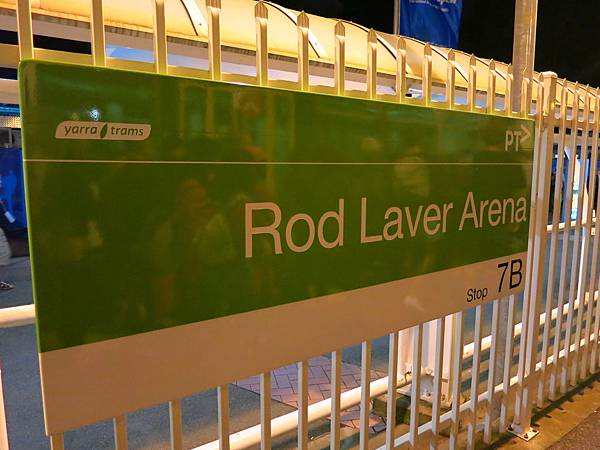 yarra trams
PT>
Rod Laver Arena
Stop 7B